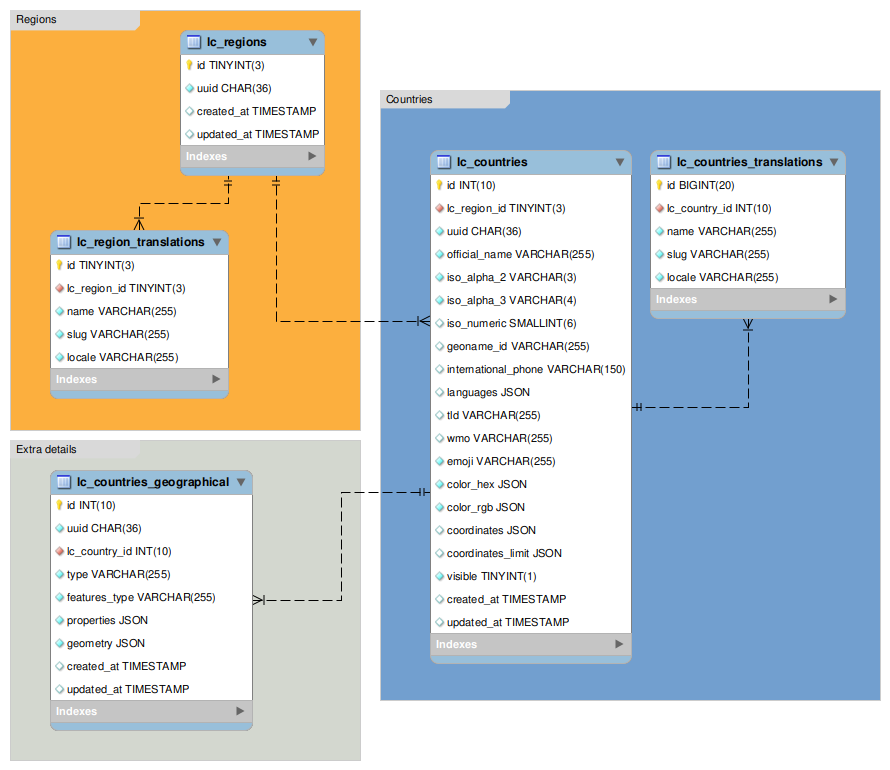 Regions
lc_regions
id TINYINT(3)
uuid CHAR(36)
created_at TIMESTAMP
updated_at TIMESTAMP
Indexes
lc_region_translations
id TINYINT(3)
lc_region_id TINYINT(3)
name VARCHAR(255)
slug VARCHAR(255)
locale VARCHAR(255)
Indexes
Countries
lc_countries
id INT(10)
lc_region_id TINYINT(3)
uuid CHAR(36)
official_name VARCHAR(255)
iso_alpha_2 VARCHAR(3)
iso_alpha_3 VARCHAR(4)
iso_numeric SMALLINT(6)
geoname_id VARCHAR(255)
international_phone VARCHAR(150)
languages JSON
tld VARCHAR(255)
wmo VARCHAR(255)
emoji VARCHAR(255)
color_hex JSON
color_rgb JSON
coordinates JSON
coordinates_limit JSON
visible TINYINT(1)
created_at TIMESTAMP
updated_at TIMESTAMP
Indexes
lc_countries_translations
id BIGINT(20)
lc_country_id INT(10)
name VARCHAR(255)
slug VARCHAR(255)
locale VARCHAR(255)
Indexes
Extra details
lc_countries_geographical
id INT(10)
uuid CHAR(36)
lc_country_id INT(10)
type VARCHAR(255)
features_type VARCHAR(255)
properties JSON
geometry JSON
created_at TIMESTAMP
updated_at TIMESTAMP
Indexes